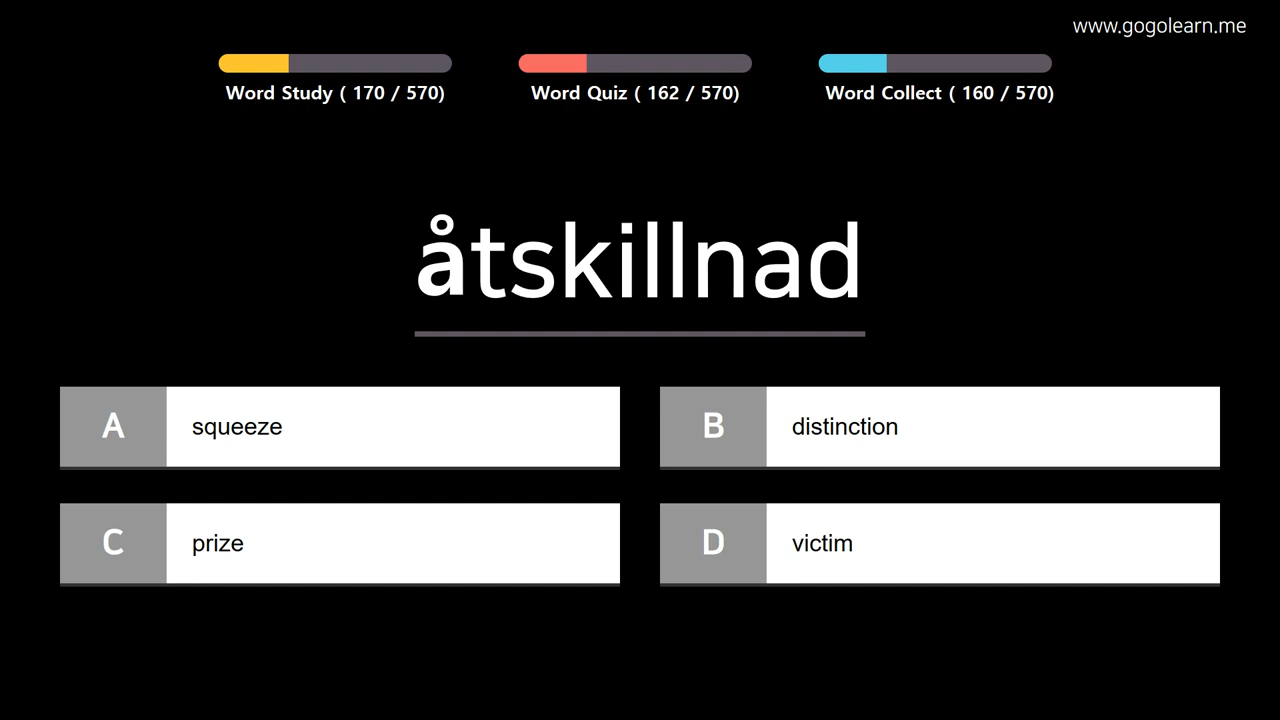 www.gogolearn.me
Word Study ( 170 / 570)
Word Quiz ( 162 / 570)
Word Collect ( 160 / 570)
åtskillnad
A squeeze
B distinction
C prize
D victim